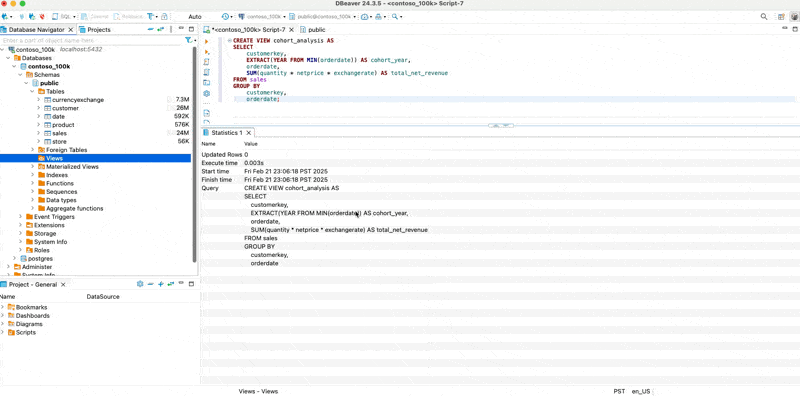 DBeaver 24.3.5 - <contoso_100k> Script-7
SQL
Commit
Rollback
Auto
contoso_100k
public@contoso_100k
Database Navigator
Projects
*<contoso_100k> Script-7
public
Enter a part of object name here
contoso_100k localhost:5432
Databases
contoso_100k
Schemas
public
Tables
currencyexchange 7.3M
customer 26M
date 592K
product 576K
sales 24M
store 56K
Foreign Tables
Views
Materialized Views
Indexes
Functions
Sequences
Data types
Aggregate functions
Event Triggers
Extensions
Storage
System Info
Roles
postgres
Administer
System Info
CREATE VIEW cohort_analysis AS
SELECT
customerkey,
EXTRACT(YEAR FROM MIN(orderdate)) AS cohort_year,
orderdate,
SUM(quantity * netprice * exchangerate) AS total_net_revenue
FROM sales
GROUP BY
customerkey,
orderdate;
Statistics 1
Name Value
Updated Rows 0
Execute time 0.003s
Start time Fri Feb 21 23:06:18 PST 2025
Finish time Fri Feb 21 23:06:18 PST 2025
Query CREATE VIEW cohort_analysis AS
SELECT
customerkey,
EXTRACT(YEAR FROM MIN(orderdate)) AS cohort_year,
orderdate,
SUM(quantity * netprice * exchangerate) AS total_net_revenue
FROM sales
GROUP BY
customerkey,
orderdate
Project - General
Name DataSource
Bookmarks
Dashboards
Diagrams
Scripts
Views - Views
PST
en_US